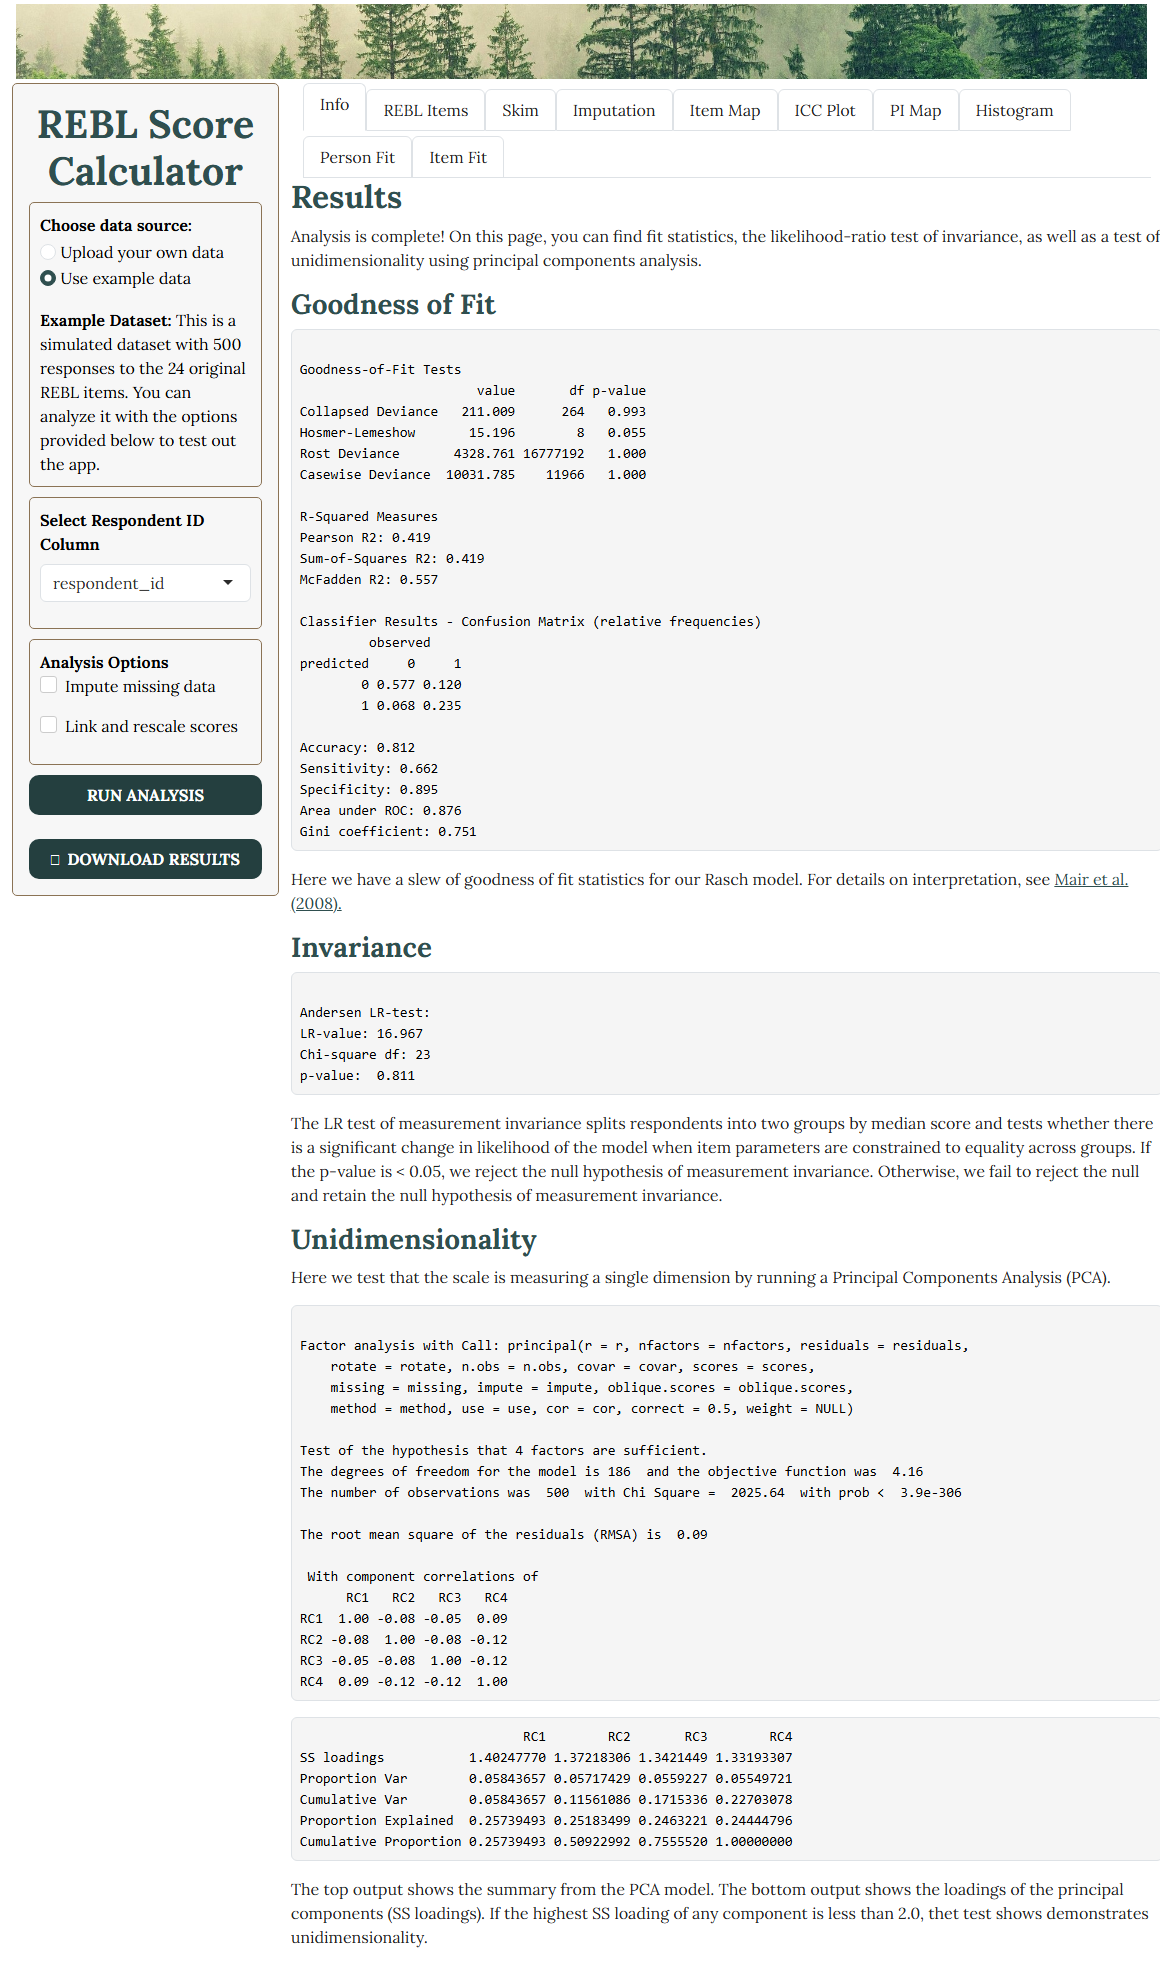 REBL Score
Calculator
Choose data source:
Upload your own data
Use example data
Example Dataset: This is a
simulated dataset with 500
responses to the 24 original
REBL items. You can
analyze it with the options
provided below to test out
the app.
Select Respondent ID
Column
respondent_id
Analysis Options
Impute missing data
Link and rescale scores
RUN ANALYSIS
DOWNLOAD RESULTS
Info REBL Items Skim Imputation Item Map ICC Plot PI Map Histogram
Person Fit Item Fit
Results
Analysis is complete! On this page, you can find fit statistics, the likelihood-ratio test of invariance, as well as a test of
unidimensionality using principal components analysis.
Goodness of Fit
Goodness-of-Fit Tests
value df p-value
Collapsed Deviance 211.009 264 0.993
Hosmer-Lemeshow 15.196 8 0.055
Rost Deviance 4328.761 16777192 1.000
Casewise Deviance 10031.785 11966 1.000
R-Squared Measures
Pearson R2: 0.419
Sum-of-Squares R2: 0.419
McFadden R2: 0.557
Classifier Results - Confusion Matrix (relative frequencies)
observed
predicted 0 1
0 0.577 0.120
1 0.068 0.235
Accuracy: 0.812
Sensitivity: 0.662
Specificity: 0.895
Area under ROC: 0.876
Gini coefficient: 0.751
Here we have a slew of goodness of fit statistics for our Rasch model. For details on interpretation, see Mair et al.
(2008).
Invariance
Andersen LR-test:
LR-value: 16.967
Chi-square df: 23
p-value: 0.811
The LR test of measurement invariance splits respondents into two groups by median score and tests whether there
is a significant change in likelihood of the model when item parameters are constrained to equality across groups. If
the p-value is < 0.05, we reject the null hypothesis of measurement invariance. Otherwise, we fail to reject the null
and retain the null hypothesis of measurement invariance.
Unidimensionality
Here we test that the scale is measuring a single dimension by running a Principal Components Analysis (PCA).
Factor analysis with Call: principal(r = r, nfactors = nfactors, residuals = residuals,
rotate = rotate, n.obs = n.obs, covar = covar, scores = scores,
missing = missing, impute = impute, oblique.scores = oblique.scores,
method = method, use = use, cor = cor, correct = 0.5, weight = NULL)
Test of the hypothesis that 4 factors are sufficient.
The degrees of freedom for the model is 186 and the objective function was 4.16
The number of observations was 500 with Chi Square = 2025.64 with prob < 3.9e-306
The root mean square of the residuals (RMSA) is 0.09
With component correlations of
RC1 RC2 RC3 RC4
RC1 1.00 -0.08 -0.05 0.09
RC2 -0.08 1.00 -0.08 -0.12
RC3 -0.05 -0.08 1.00 -0.12
RC4 0.09 -0.12 -0.12 1.00
RC1 RC2 RC3 RC4
SS loadings 1.40247770 1.37218306 1.3421449 1.33193307
Proportion Var 0.05843657 0.05717429 0.0559227 0.05549721
Cumulative Var 0.05843657 0.11561086 0.1715336 0.22703078
Proportion Explained 0.25739493 0.25183499 0.2463221 0.24444796
Cumulative Proportion 0.25739493 0.50922992 0.7555520 1.00000000
The top output shows the summary from the PCA model. The bottom output shows the loadings of the principal
components (SS loadings). If the highest SS loading of any component is less than 2.0, thet test shows demonstrates
unidimensionality.